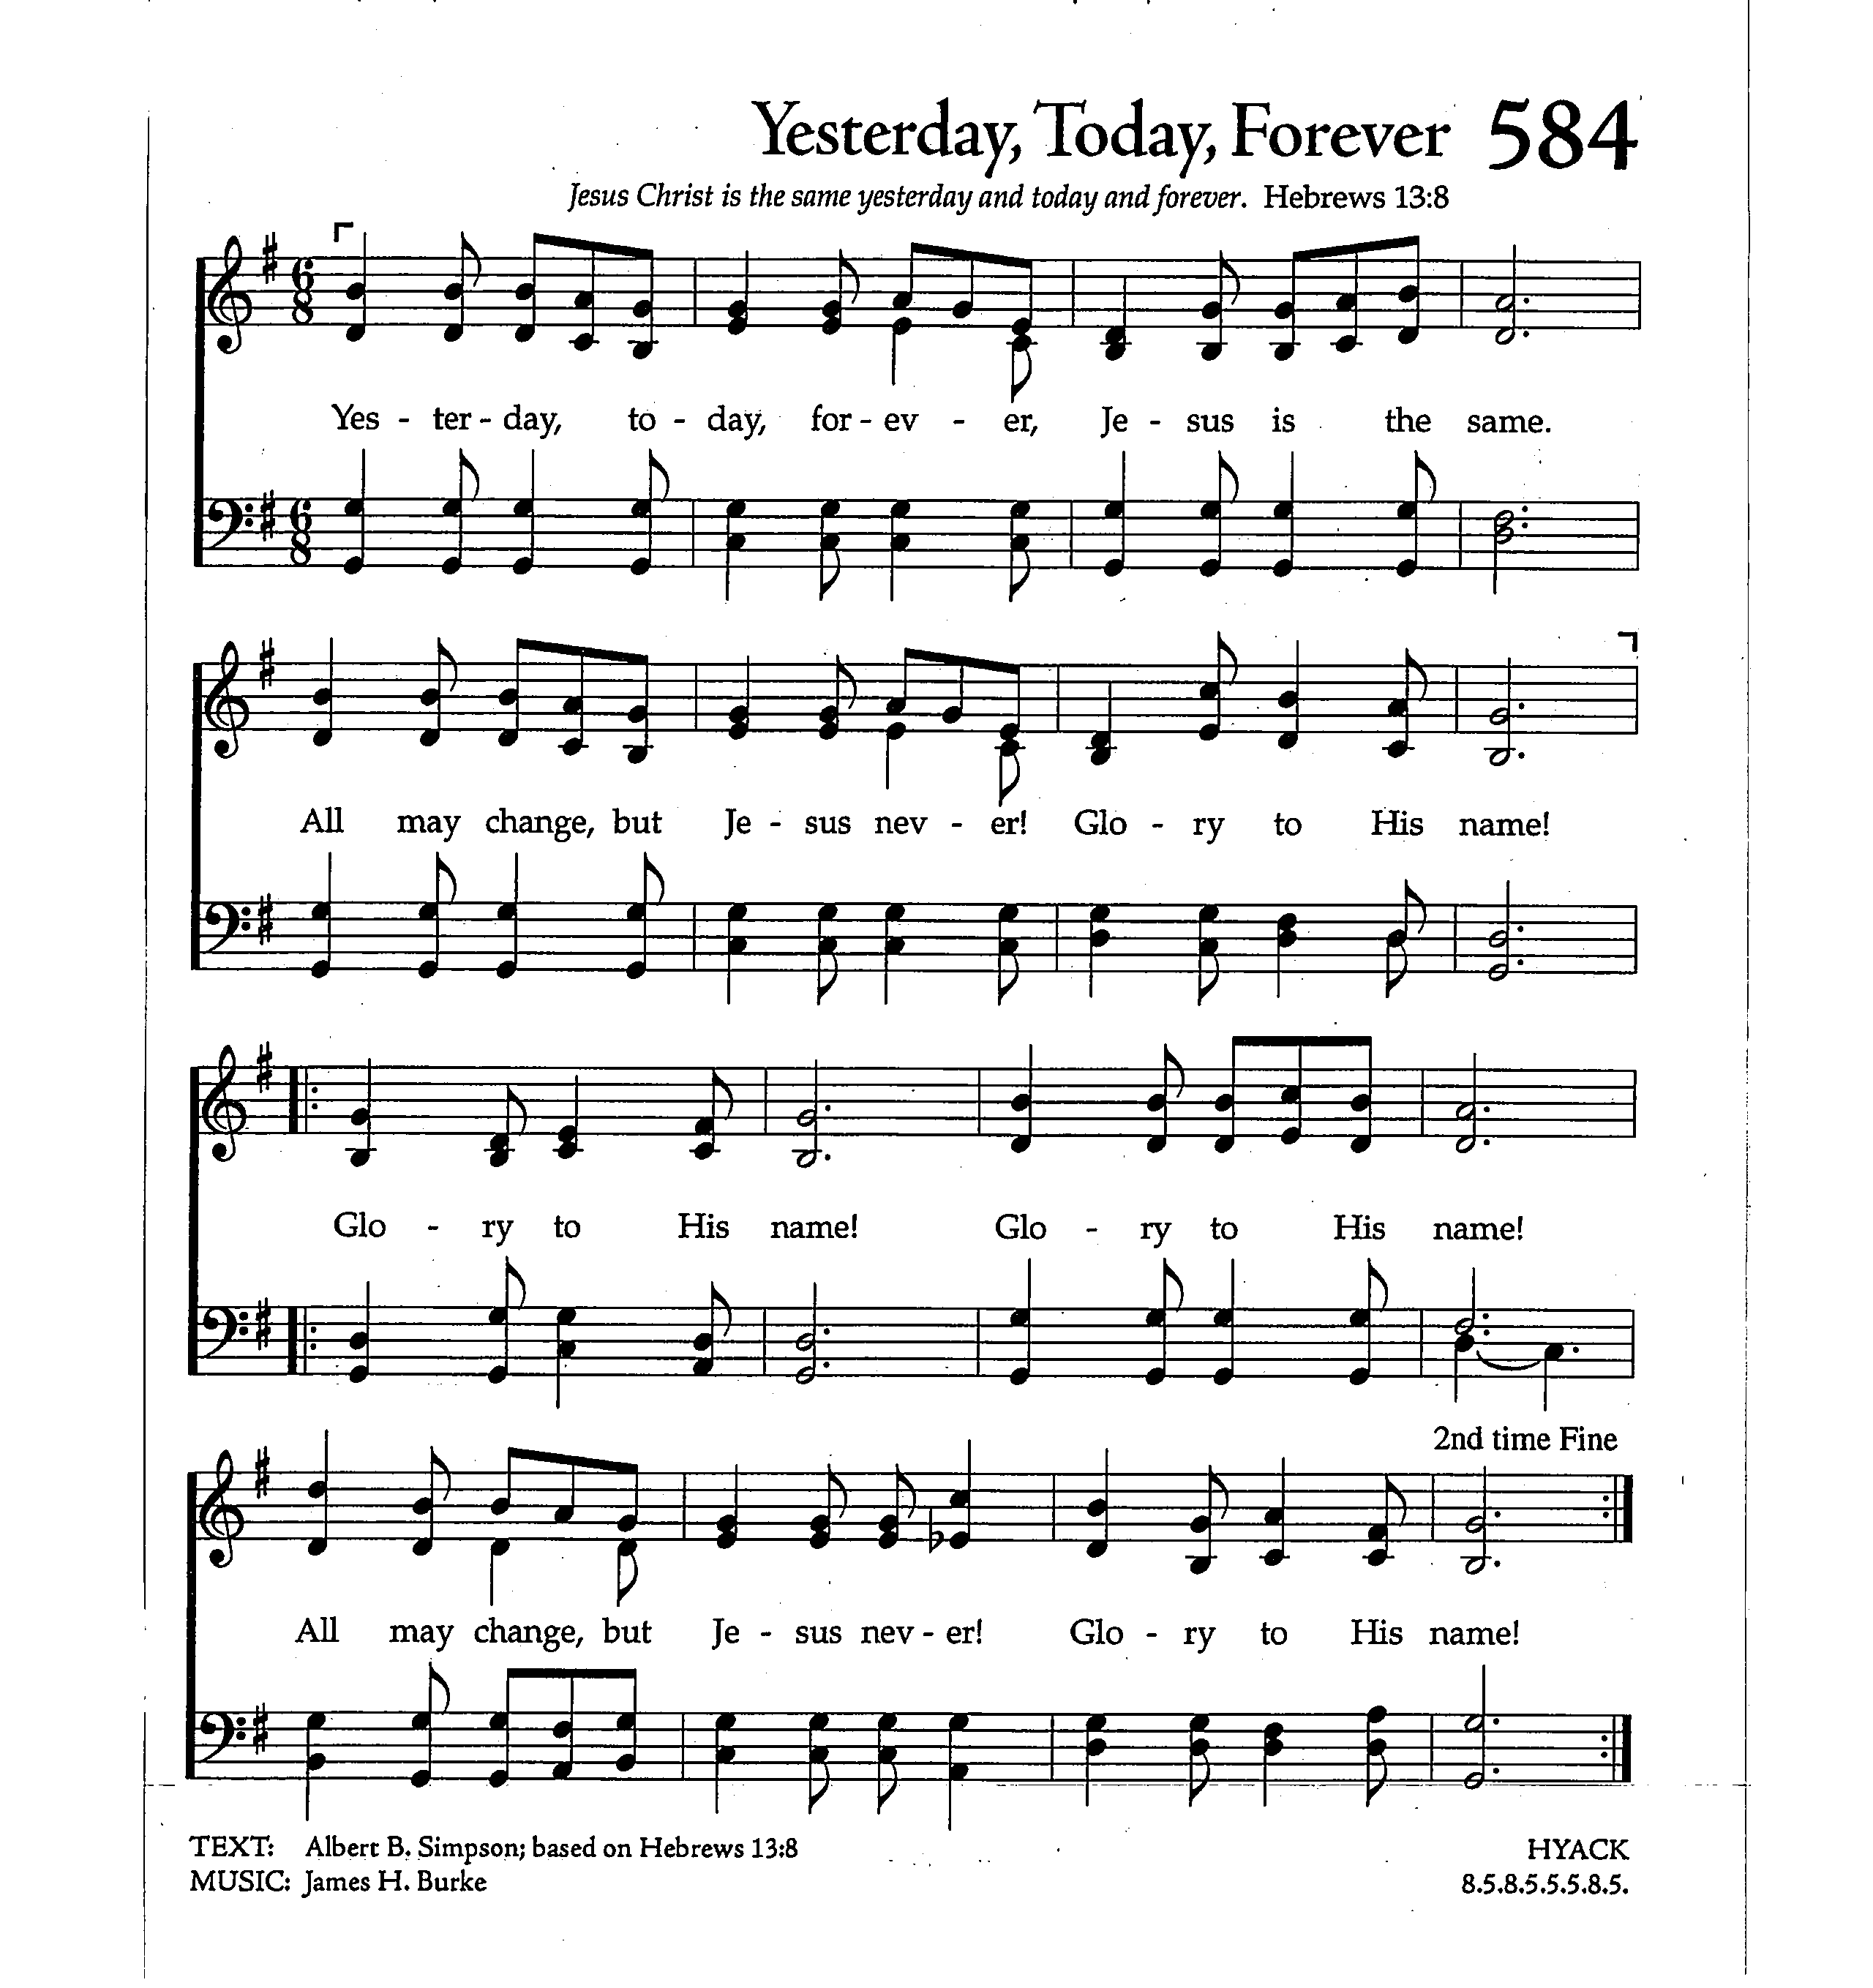 Yesterday, Today, Forever 584
Jesus Christ is the same yesterday and today and forever. Hebrews 13:8
6 8
Yes - ter - day, to - day, for - ev - er, Je - sus is the same.
6 8
All may change, but Je - sus nev - er! Glo - ry to His name!
Glo - ry to His name! Glo - ry to His name!
2nd time Fine
All may change, but Je - sus nev - er! Glo - ry to His name!
TEXT: Albert B. Simpson; based on Hebrews 13:8
MUSIC: James H. Burke
HYACK
8.5.8.5.5.5.8.5.